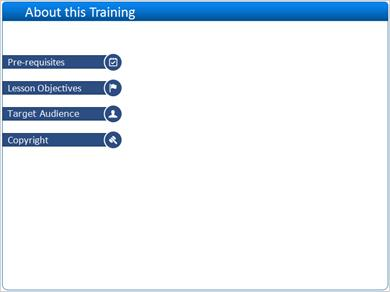 About this Training
Pre-requisites
Lesson Objectives
Target Audience
Copyright